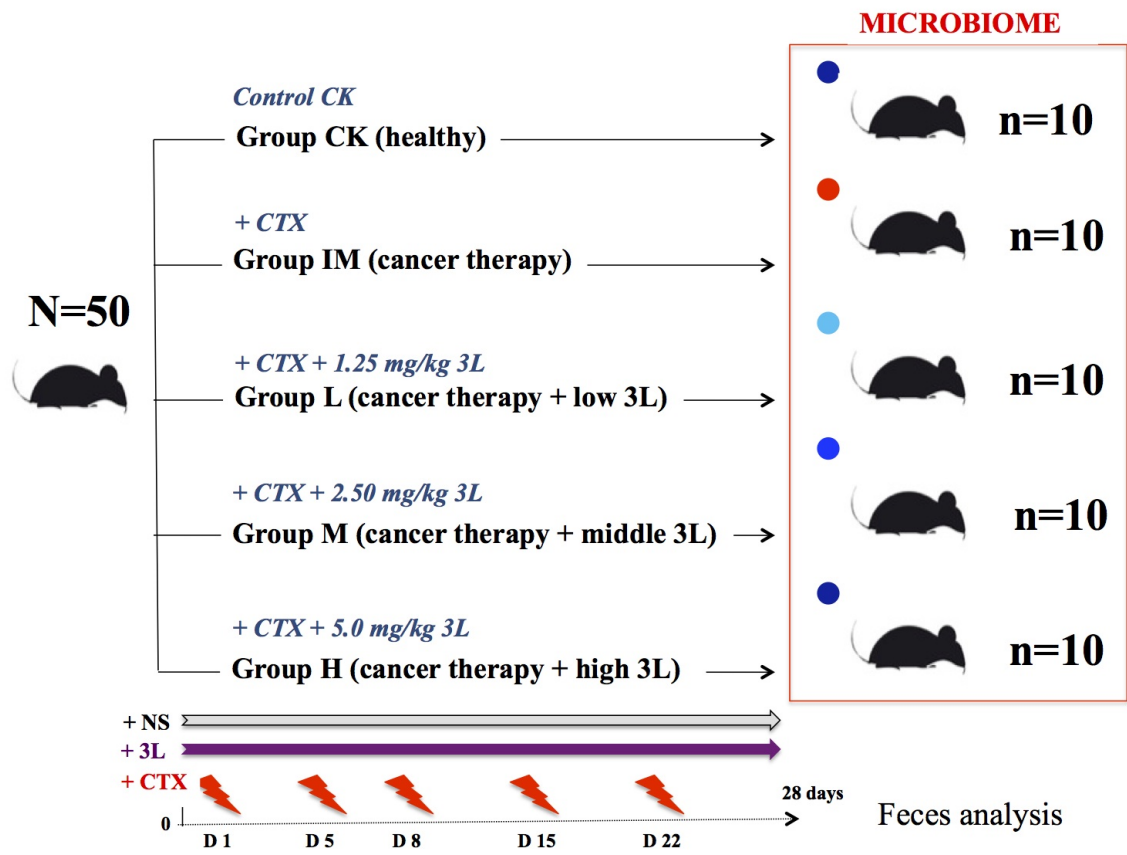 MICROBIOME
Control CK
Group CK (healthy)
n=10
+ CTX
Group IM (cancer therapy)
n=10
N=50
+ CTX + 1.25 mg/kg 3L
Group L (cancer therapy + low 3L)
n=10
+ CTX + 2.50 mg/kg 3L
Group M (cancer therapy + middle 3L)
n=10
+ CTX + 5.0 mg/kg 3L
Group H (cancer therapy + high 3L)
n=10
+ NS
+ 3L
+ CTX
28 days
0
D 1 D 5 D 8 D 15 D 22
Feces analysis